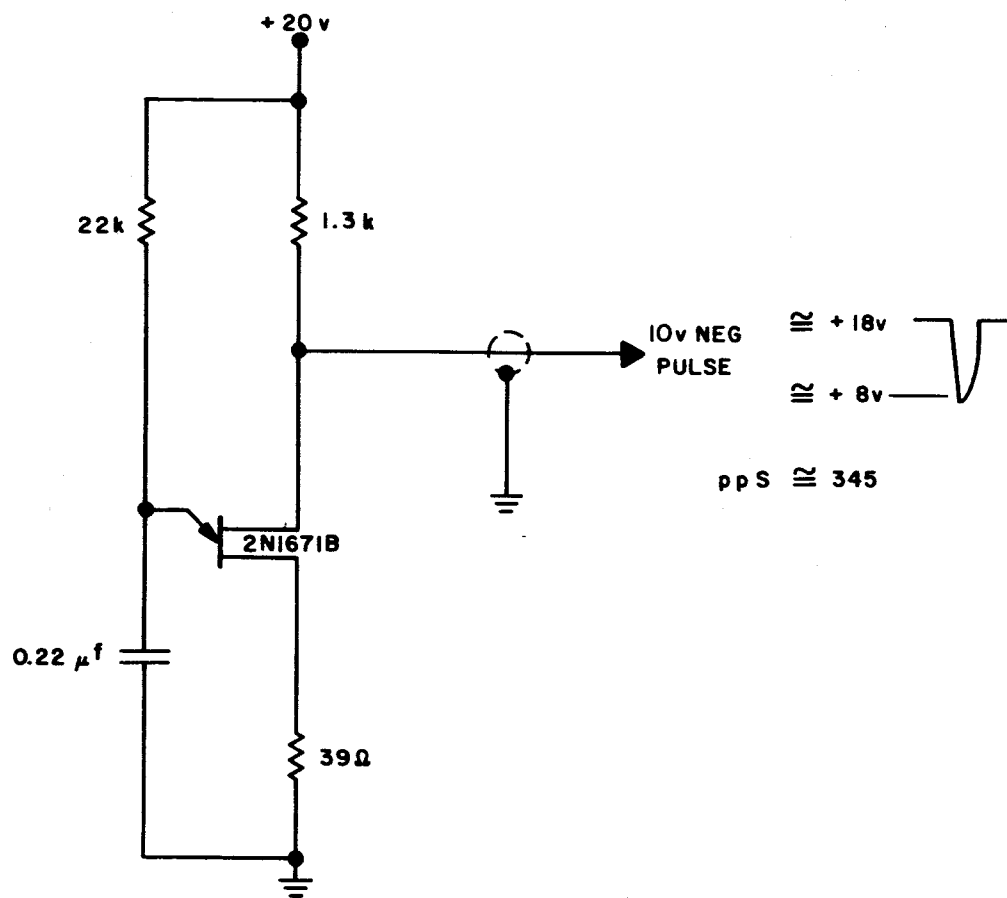 + 20 v
22k
1.3 k
10v NEG
PULSE
≅ + 18v
≅ + 8v
ppS ≅ 345
2N1671B
0.22 µf
39Ω